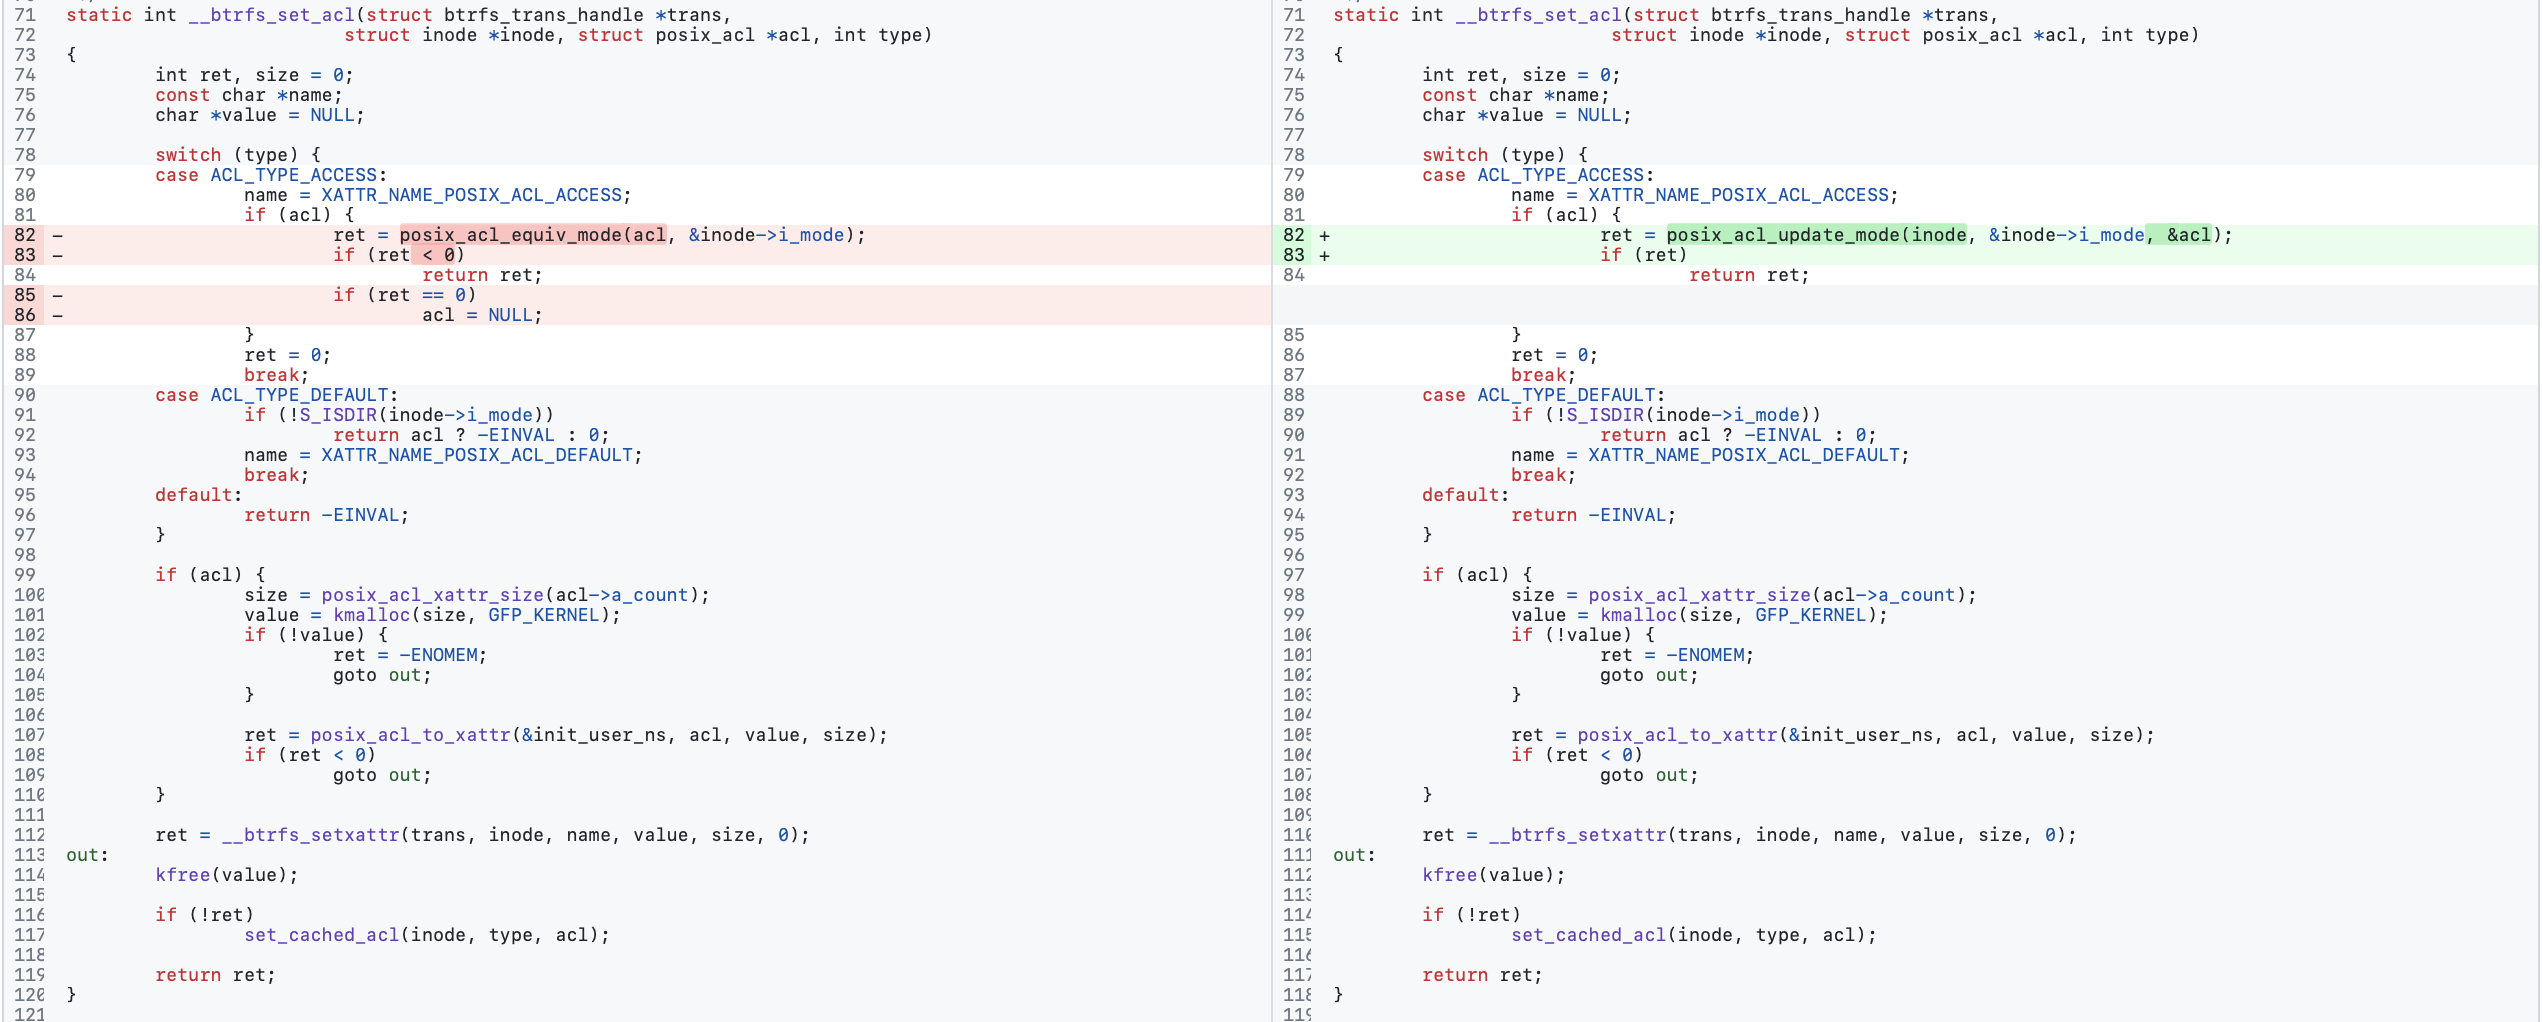 71 static int __btrfs_set_acl(struct btrfs_trans_handle *trans,
72 struct inode *inode, struct posix_acl *acl, int type)
73 {
74 int ret, size = 0;
75 const char *name;
76 char *value = NULL;
77
78 switch (type) {
79 case ACL_TYPE_ACCESS:
80 name = XATTR_NAME_POSIX_ACL_ACCESS;
81 if (acl) {
82 - ret = posix_acl_equiv_mode(acl, &inode->i_mode);
83 - if (ret < 0)
84 return ret;
85 - if (ret == 0)
86 - acl = NULL;
87 }
88 ret = 0;
89 break;
90 case ACL_TYPE_DEFAULT:
91 if (!S_ISDIR(inode->i_mode))
92 return acl ? -EINVAL : 0;
93 name = XATTR_NAME_POSIX_ACL_DEFAULT;
94 break;
95 default:
96 return -EINVAL;
97 }
98
99 if (acl) {
100 size = posix_acl_xattr_size(acl->a_count);
101 value = kmalloc(size, GFP_KERNEL);
102 if (!value) {
103 ret = -ENOMEM;
104 goto out;
105 }
106
107 ret = posix_acl_to_xattr(&init_user_ns, acl, value, size);
108 if (ret < 0)
109 goto out;
110 }
111
112 ret = __btrfs_setxattr(trans, inode, name, value, size, 0);
113 out:
114 kfree(value);
115
116 if (!ret)
117 set_cached_acl(inode, type, acl);
118
119 return ret;
120 }
121
71 static int __btrfs_set_acl(struct btrfs_trans_handle *trans,
72 struct inode *inode, struct posix_acl *acl, int type)
73 {
74 int ret, size = 0;
75 const char *name;
76 char *value = NULL;
77
78 switch (type) {
79 case ACL_TYPE_ACCESS:
80 name = XATTR_NAME_POSIX_ACL_ACCESS;
81 if (acl) {
82 + ret = posix_acl_update_mode(inode, &inode->i_mode, &acl);
83 + if (ret)
84 return ret;
85 }
86 ret = 0;
87 break;
88 case ACL_TYPE_DEFAULT:
89 if (!S_ISDIR(inode->i_mode))
90 return acl ? -EINVAL : 0;
91 name = XATTR_NAME_POSIX_ACL_DEFAULT;
92 break;
93 default:
94 return -EINVAL;
95 }
96
97 if (acl) {
98 size = posix_acl_xattr_size(acl->a_count);
99 value = kmalloc(size, GFP_KERNEL);
100 if (!value) {
101 ret = -ENOMEM;
102 goto out;
103 }
104
105 ret = posix_acl_to_xattr(&init_user_ns, acl, value, size);
106 if (ret < 0)
107 goto out;
108 }
109
110 ret = __btrfs_setxattr(trans, inode, name, value, size, 0);
111 out:
112 kfree(value);
113
114 if (!ret)
115 set_cached_acl(inode, type, acl);
116
117 return ret;
118 }
119